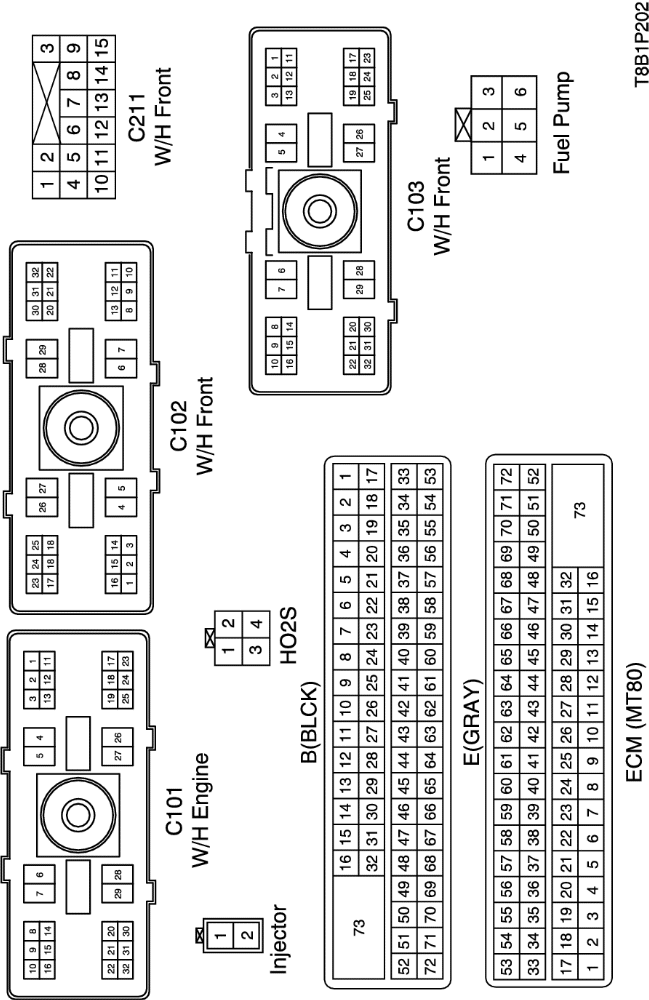 10 9 8 7 6 5 4 3 2 1
16 15 14 13 12 11
22 21 20 29 28 27 26 19 18 17
32 31 30 25 24 23
C101
W/H Engine
23 24 25 26 27 28 29 30 31 32
17 18 18 20 21 22
16 15 14 4 5 6 7 13 12 11
1 2 3 8 9 10
C102
W/H Front
1 2 3
4 5 6 7 8 9
10 11 12 13 14 15
C211
W/H Front
1
2
Injector
1 2
3 4
HO2S
10 9 8 7 6 5 4 3 2 1
16 15 14 13 12 11
22 21 20 29 28 27 26 19 18 17
32 31 30 25 24 23
C103
W/H Front
B(BLCK)
73 16 15 14 13 12 11 10 9 8 7 6 5 4 3 2 1
32 31 30 29 28 27 26 25 24 23 22 21 20 19 18 17
52 51 50 49 48 47 46 45 44 43 42 41 40 39 38 37 36 35 34 33
72 71 70 69 68 67 66 65 64 63 62 61 60 59 58 57 56 55 54 53
1 2 3
4 5 6
Fuel Pump
E(GRAY)
53 54 55 56 57 58 59 60 61 62 63 64 65 66 67 68 69 70 71 72
33 34 35 36 37 38 39 40 41 42 43 44 45 46 47 48 49 50 51 52
17 18 19 20 21 22 23 24 25 26 27 28 29 30 31 32 73
1 2 3 4 5 6 7 8 9 10 11 12 13 14 15 16
ECM (MT80)
T8B1P202